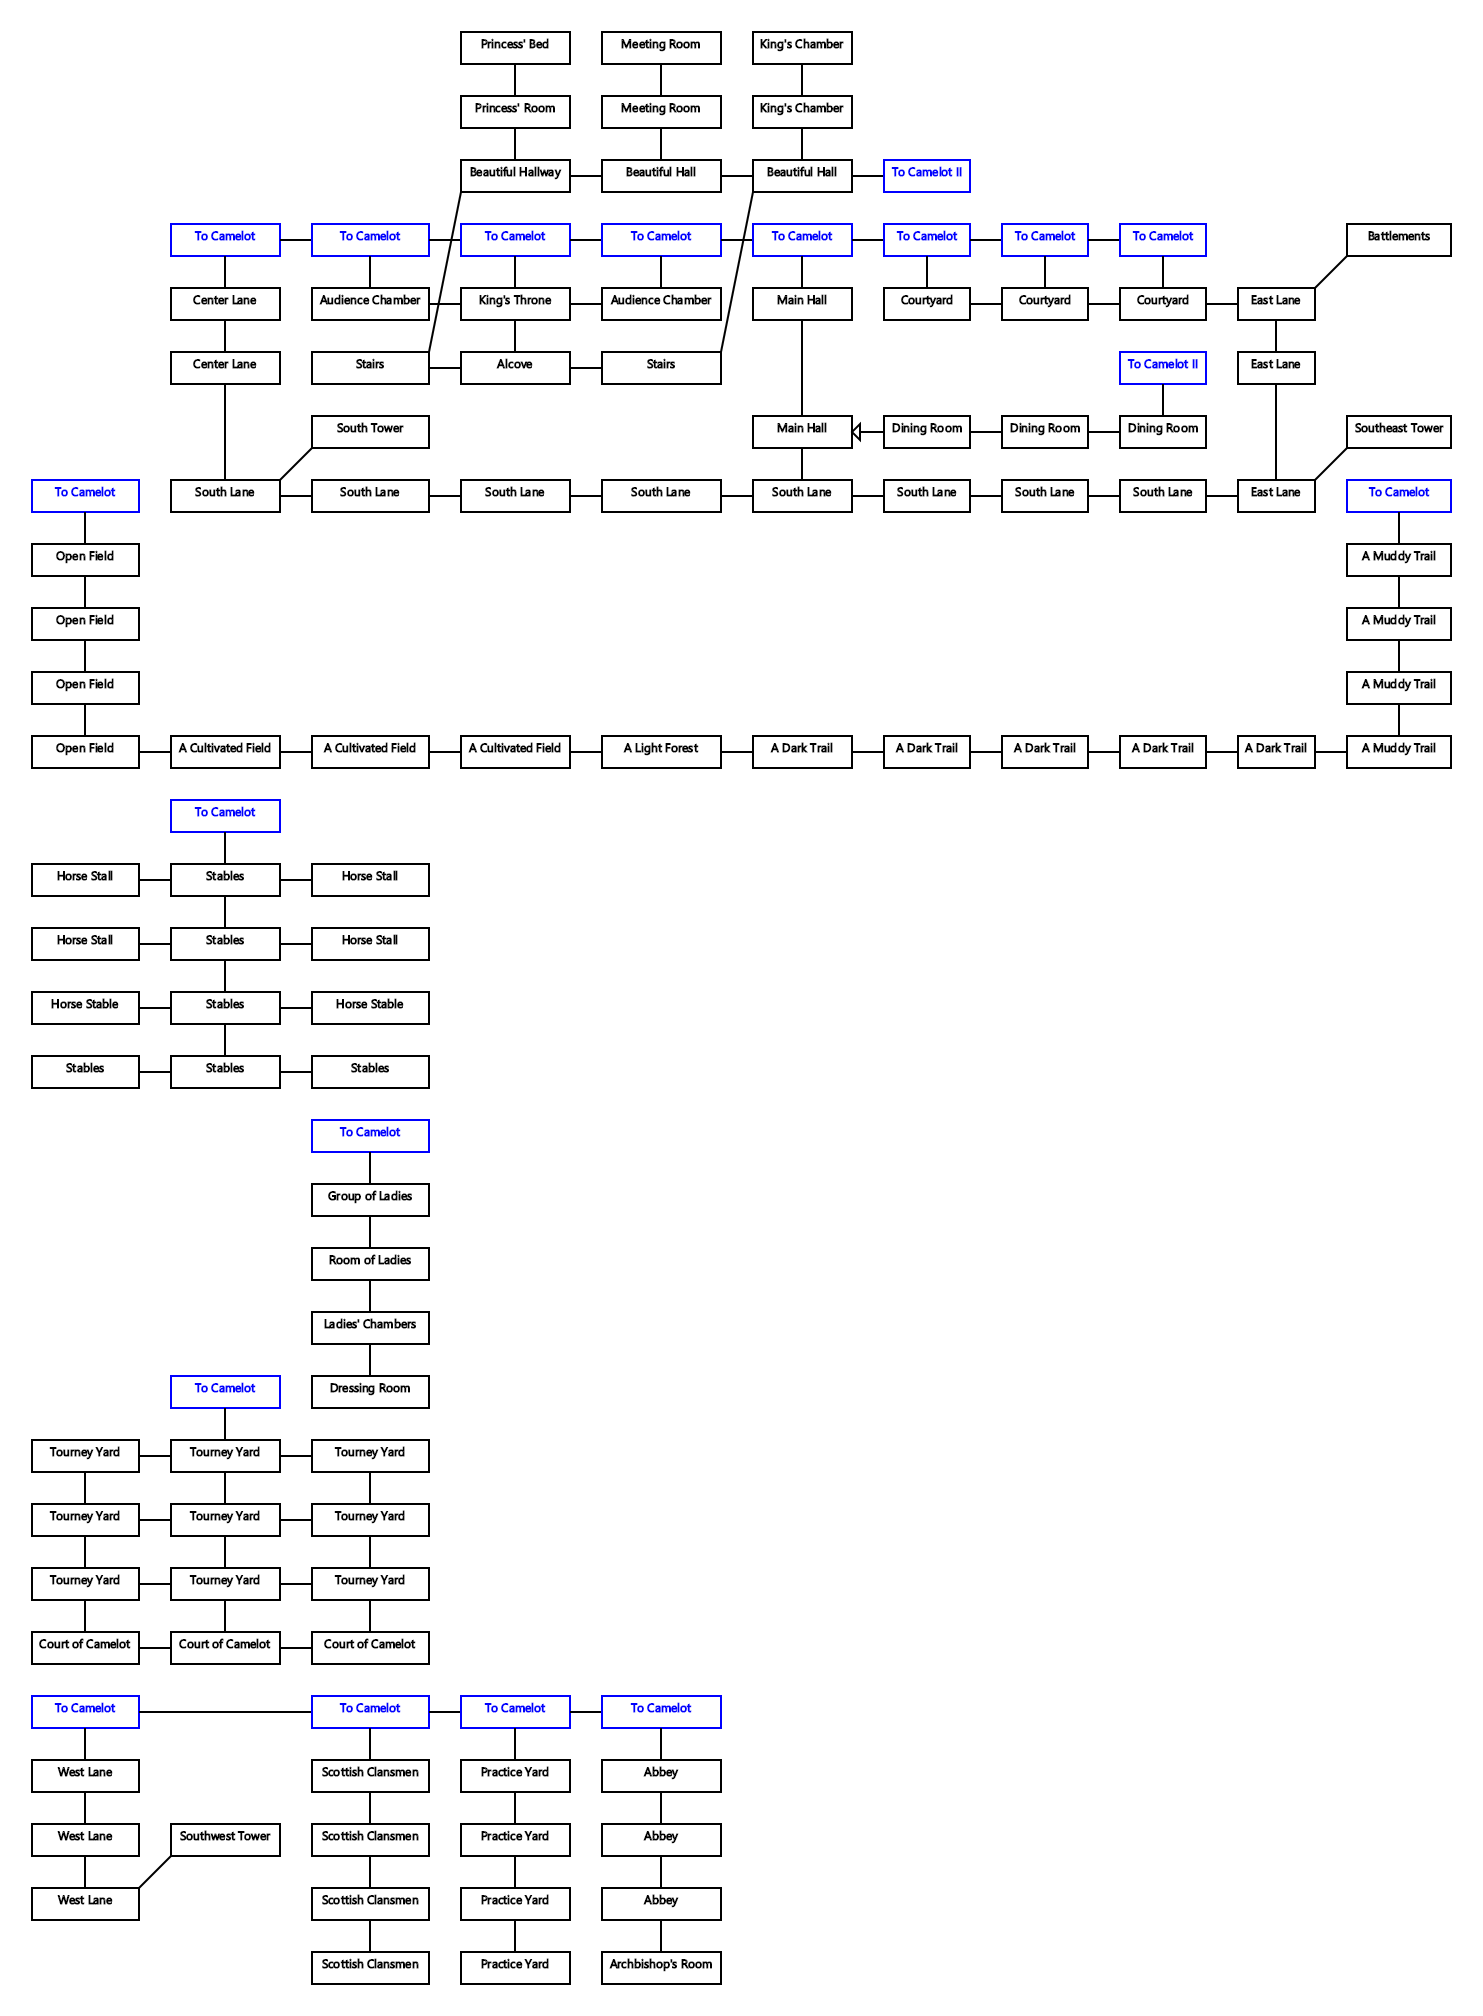 Princess' Bed
Meeting Room
King's Chamber
Princess' Room
Meeting Room
King's Chamber
Beautiful Hallway
Beautiful Hall
Beautiful Hall
To Camelot II
To Camelot
To Camelot
To Camelot
To Camelot
To Camelot
To Camelot
To Camelot
To Camelot
Battlements
Center Lane
Audience Chamber
King's Throne
Audience Chamber
Main Hall
Courtyard
Courtyard
Courtyard
East Lane
Center Lane
Stairs
Alcove
Stairs
To Camelot II
East Lane
South Tower
Main Hall
Dining Room
Dining Room
Dining Room
Southeast Tower
To Camelot
South Lane
South Lane
South Lane
South Lane
South Lane
South Lane
South Lane
South Lane
East Lane
To Camelot
Open Field
A Muddy Trail
Open Field
A Muddy Trail
Open Field
A Muddy Trail
Open Field
A Cultivated Field
A Cultivated Field
A Cultivated Field
A Light Forest
A Dark Trail
A Dark Trail
A Dark Trail
A Dark Trail
A Dark Trail
A Muddy Trail
To Camelot
Horse Stall
Stables
Horse Stall
Horse Stall
Stables
Horse Stall
Horse Stable
Stables
Horse Stable
Stables
Stables
Stables
To Camelot
Group of Ladies
Room of Ladies
Ladies' Chambers
To Camelot
Dressing Room
Tourney Yard
Tourney Yard
Tourney Yard
Tourney Yard
Tourney Yard
Tourney Yard
Tourney Yard
Tourney Yard
Tourney Yard
Court of Camelot
Court of Camelot
Court of Camelot
To Camelot
To Camelot
To Camelot
To Camelot
West Lane
Scottish Clansmen
Practice Yard
Abbey
West Lane
Southwest Tower
Scottish Clansmen
Practice Yard
Abbey
West Lane
Scottish Clansmen
Practice Yard
Abbey
Scottish Clansmen
Practice Yard
Archbishop's Room